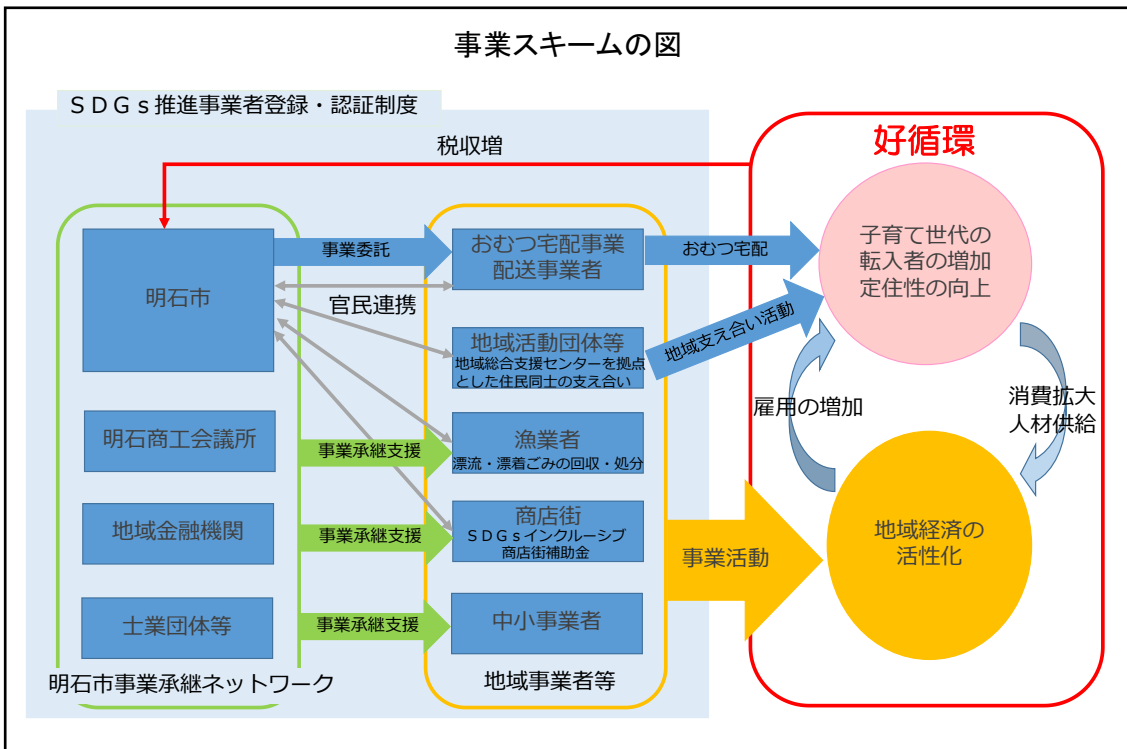 事業スキームの図
ＳＤＧｓ推進事業者登録・認証制度
税収増
好循環
明石市
事業委託
おむつ宅配事業
配送事業者
おむつ宅配
子育て世代の
転入者の増加
定住性の向上
官民連携
地域活動団体等
地域総合支援センターを拠点
とした住民同士の支え合い
地域支え合い活動
雇用の増加
消費拡大
人材供給
明石商工会議所
事業承継支援
漁業者
漂流・漂着ごみの回収・処分
地域金融機関
事業承継支援
商店街
ＳＤＧｓインクルーシブ
商店街補助金
事業活動
地域経済の
活性化
士業団体等
事業承継支援
中小事業者
明石市事業承継ネットワーク
地域事業者等